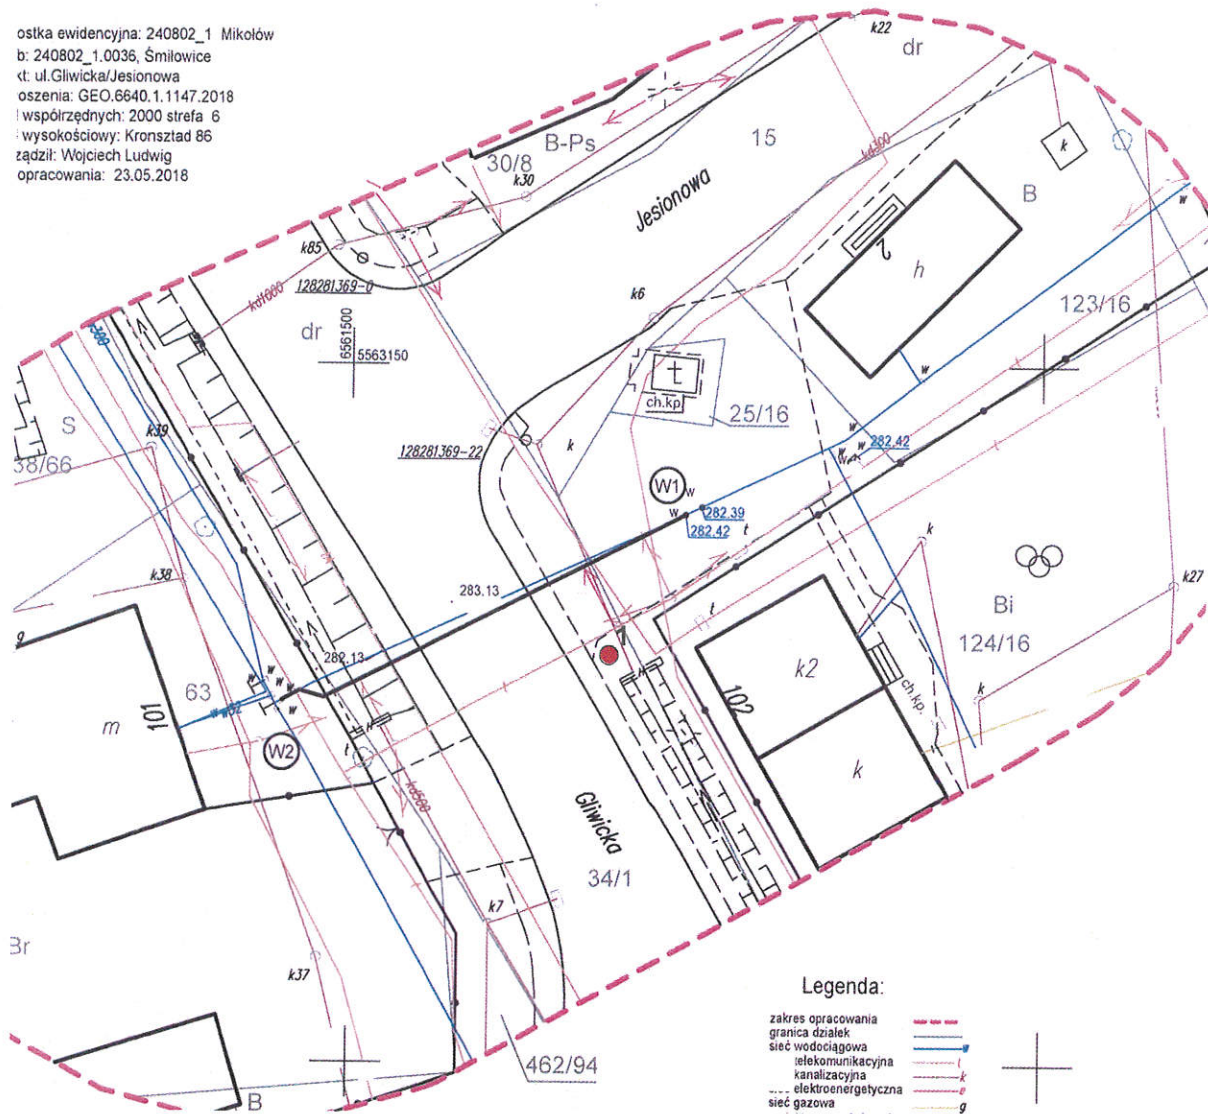 ostka ewidencyjna: 240802_1 Mikołów
b: 240802_1.0036, Śmiłowice
kt: ul.Gliwicka/Jesionowa
oszenia: GEO.6640.1.1147.2018
współrzędnych: 2000 strefa 6
wysokościowy: Kronsztad 86
ządził: Wojciech Ludwig
opracowania: 23.05.2018
k22
dr
B-Ps
30/8
15
k30
kd300
k
Jesionowa
B
w
k85
128281369-0
kd1000
dr
6561500
5563150
k6
h
2
123/16
t
ch.kp.
25/16
w
S
k39
38/66
128281369-22
k
w
w
w
w
282.42
W1
w
w
282.39
282.42
t
k
k38
283.13
t
k27
Bi
124/16
g
282.13
1
k2
ch.kp.
k
m
101
63
w
w
w
w
w
W2
t
102
k
kd500
Gliwicka
34/1
k7
Br
k37
462/94
B
Legenda:
zakres opracowania
granica działek
sieć wodociągowa w
telekomunikacyjna t
kanalizacyjna k
elektroenergetyczna e
sieć gazowa g